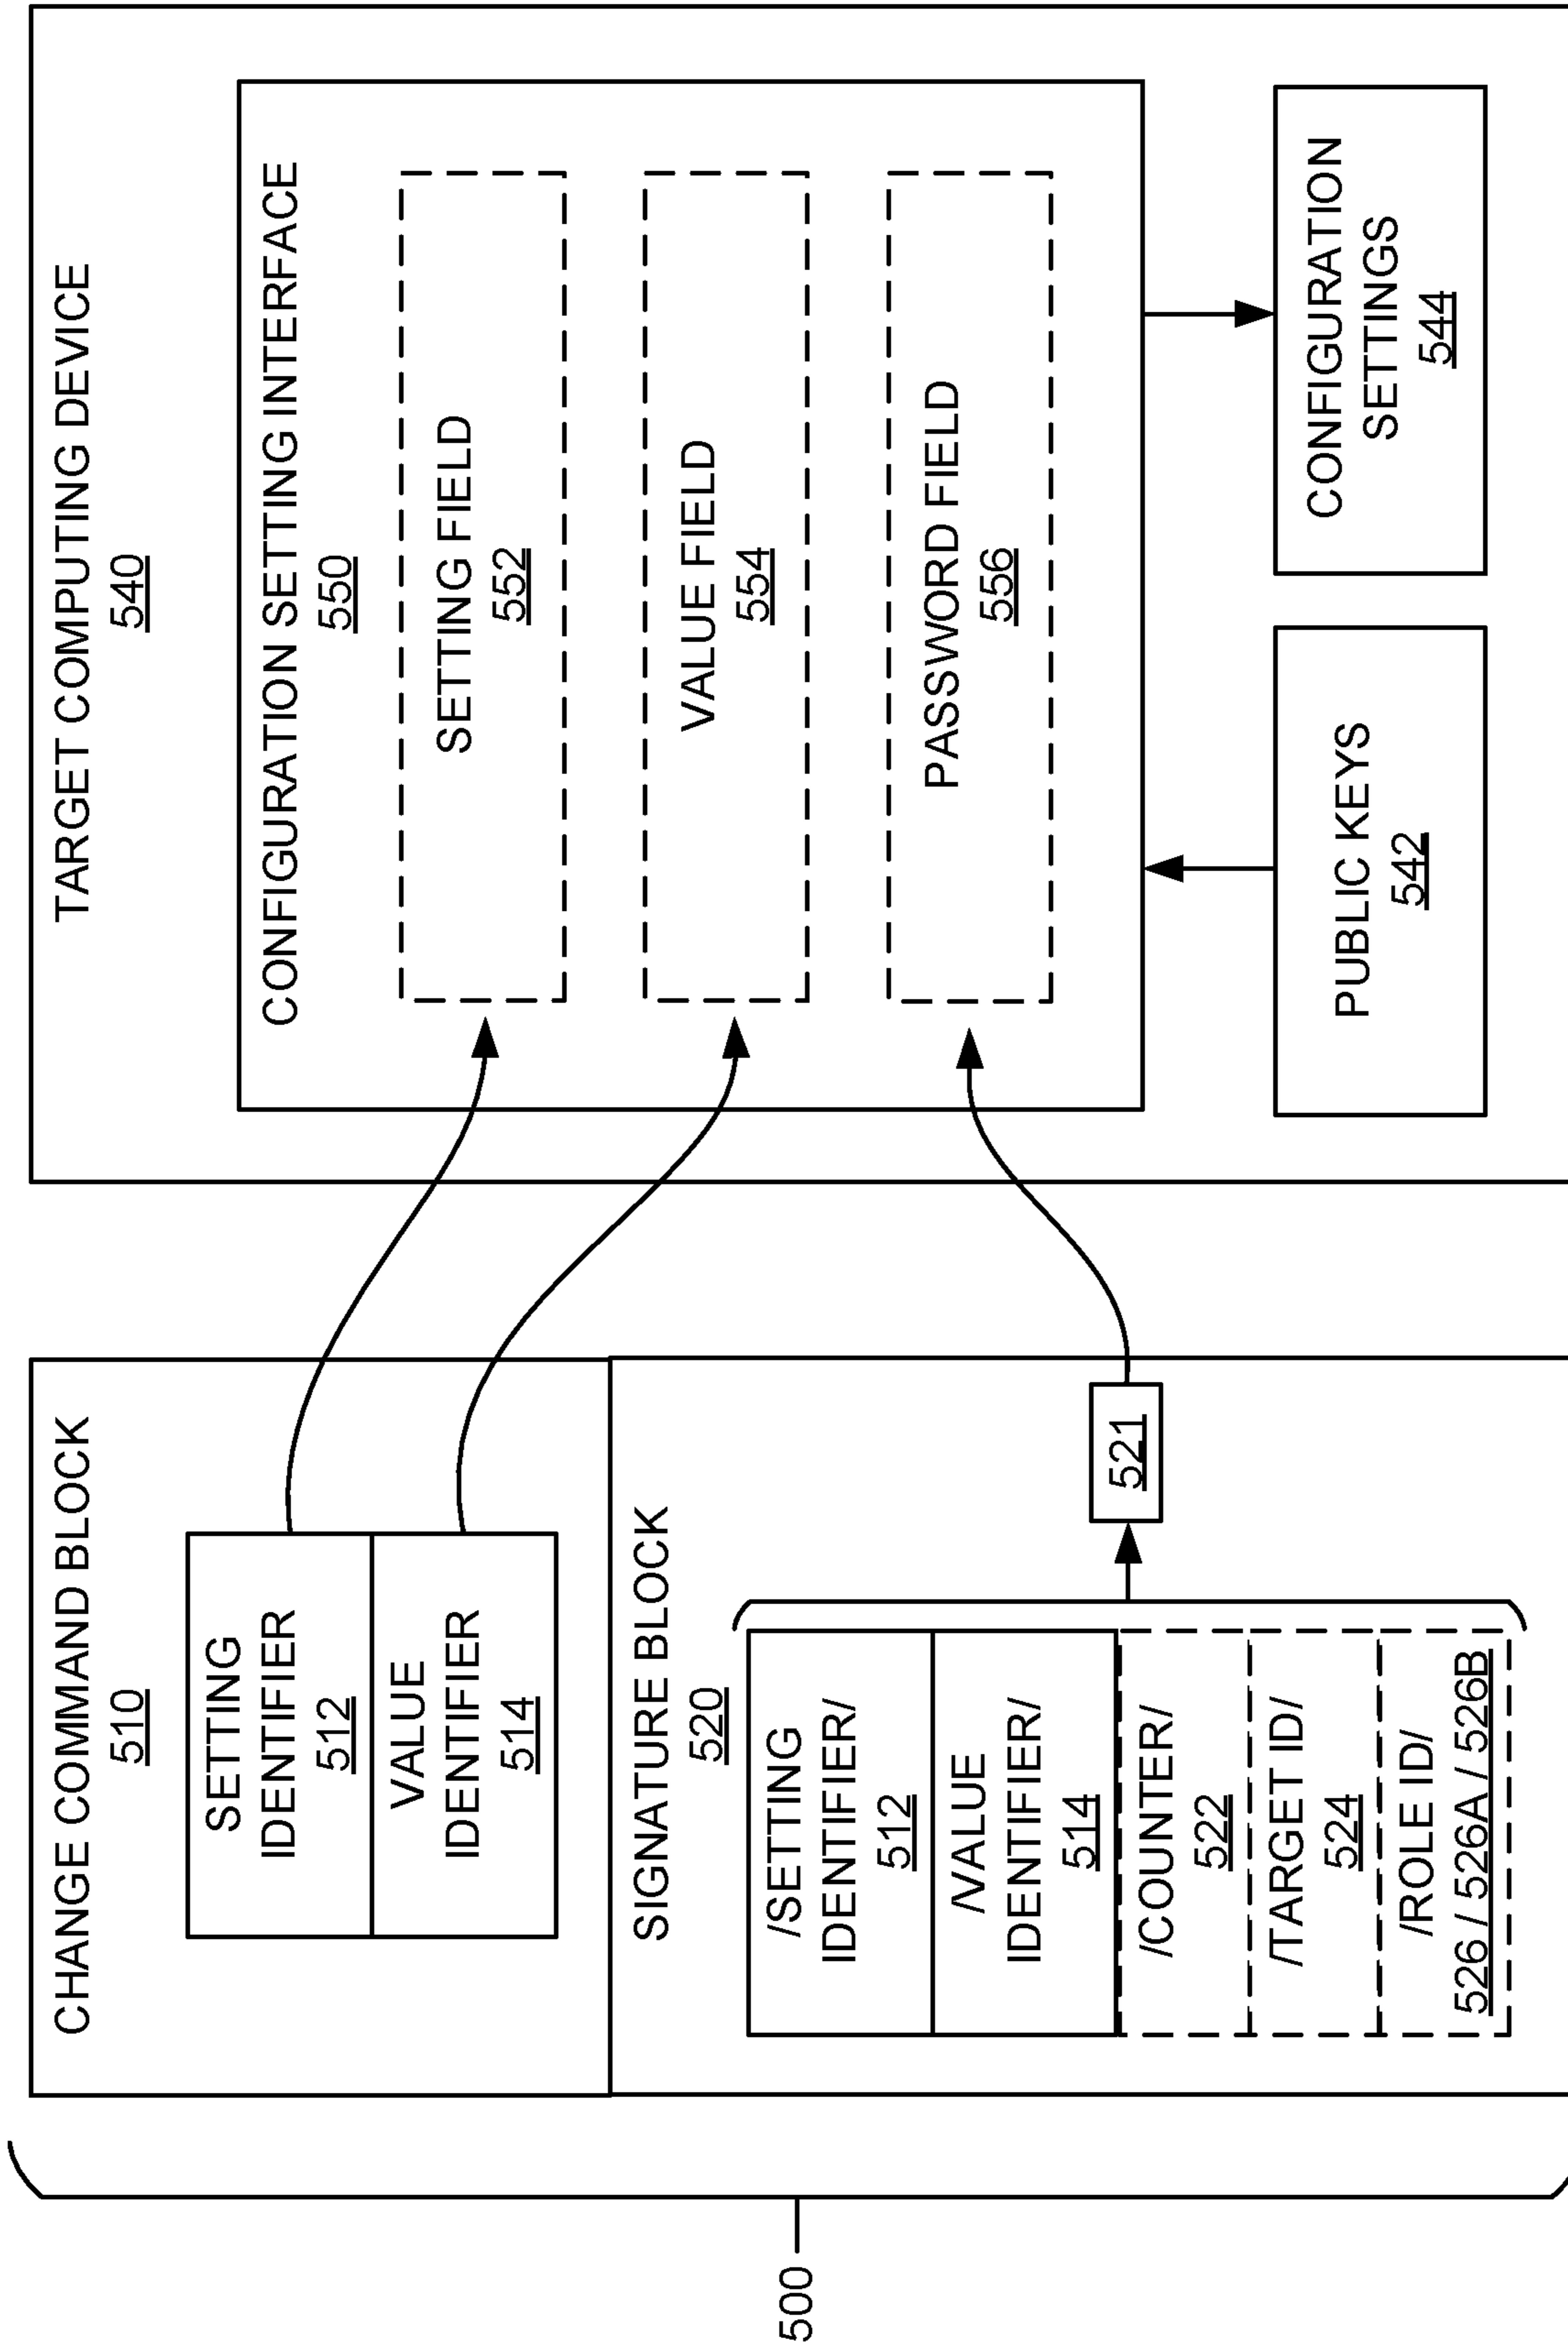 500
CHANGE COMMAND BLOCK
510
SETTING
IDENTIFIER
512
VALUE
IDENTIFIER
514
SIGNATURE BLOCK
520
/SETTING
IDENTIFIER/
512
/VALUE
IDENTIFIER/
514
/COUNTER/
522
/TARGET ID/
524
/ROLE ID/
526 / 526A / 526B
521
TARGET COMPUTING DEVICE
540
CONFIGURATION SETTING INTERFACE
550
SETTING FIELD
552
VALUE FIELD
554
PASSWORD FIELD
556
PUBLIC KEYS
542
CONFIGURATION
SETTINGS
544